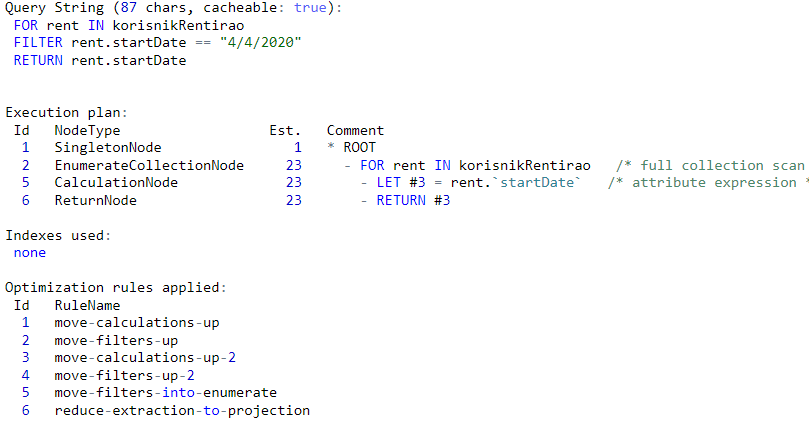 Query String (87 chars, cacheable: true):
FOR rent IN korisnikRentirao
FILTER rent.startDate == "4/4/2020"
RETURN rent.startDate
Execution plan:
Id NodeType Est. Comment
1 SingletonNode 1 * ROOT
2 EnumerateCollectionNode 23 - FOR rent IN korisnikRentirao /* full collection scan
5 CalculationNode 23 - LET #3 = rent.`startDate` /* attribute expression *
6 ReturnNode 23 - RETURN #3
Indexes used:
none
Optimization rules applied:
Id RuleName
1 move-calculations-up
2 move-filters-up
3 move-calculations-up-2
4 move-filters-up-2
5 move-filters-into-enumerate
6 reduce-extraction-to-projection